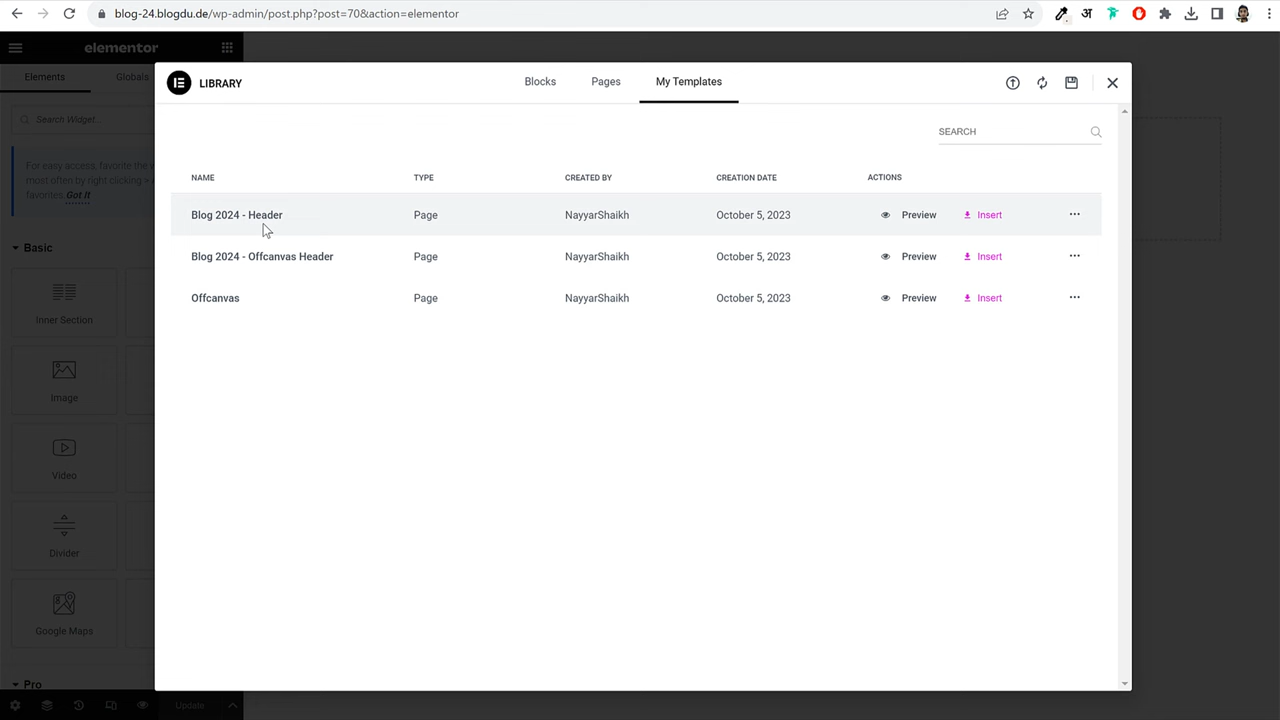 blog-24.blogdu.de/wp-admin/post.php?post=70&action=elementor
अ
elementor
Elements
Globals
Search Widget...
For easy access, favorite the
most often by right clicking >
favorites. Got It
Basic
Inner Section
Image
Video
Divider
Google Maps
Pro
Update
LIBRARY
Blocks
Pages
My Templates
SEARCH
NAME TYPE CREATED BY CREATION DATE ACTIONS
Blog 2024 - Header Page NayyarShaikh October 5, 2023 Preview Insert ...
Blog 2024 - Offcanvas Header Page NayyarShaikh October 5, 2023 Preview Insert ...
Offcanvas Page NayyarShaikh October 5, 2023 Preview Insert ...